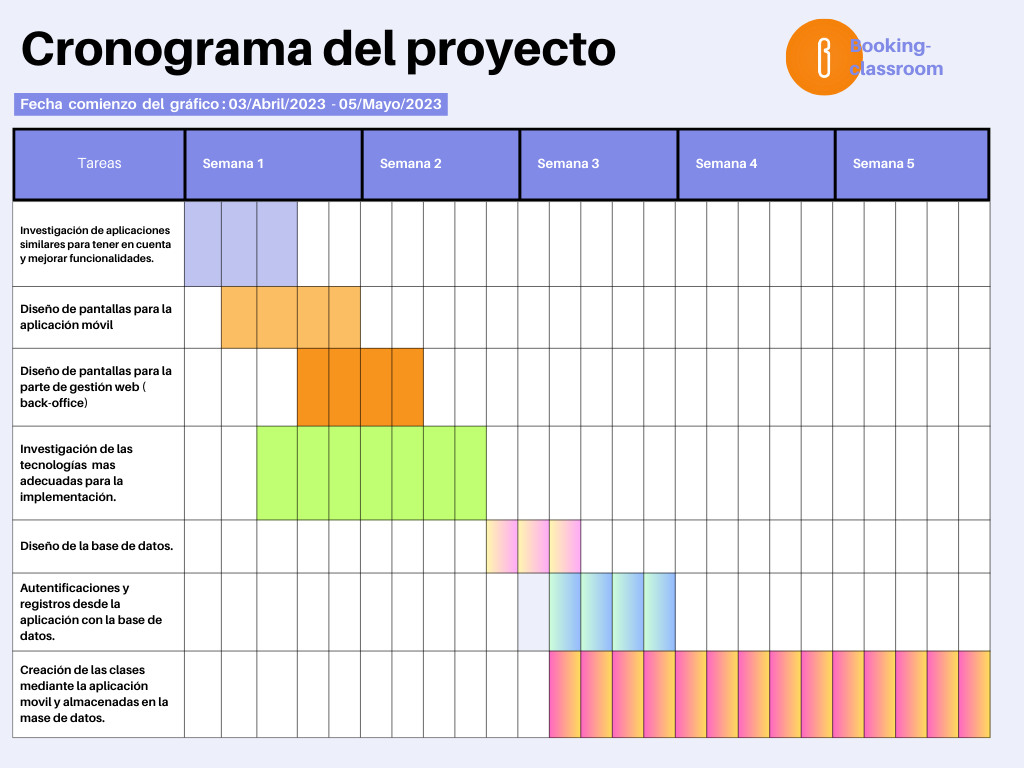 Cronograma del proyecto
Booking-
classroom
Fecha comienzo del gráfico : 03/Abril/2023 - 05/Mayo/2023
Tareas
Semana 1
Semana 2
Semana 3
Semana 4
Semana 5
Investigación de aplicaciones
similares para tener en cuenta
y mejorar funcionalidades.
Diseño de pantallas para la
aplicación móvil
Diseño de pantallas para la
parte de gestión web (
back-office)
Investigación de las
tecnologías mas
adecuadas para la
implementación.
Diseño de la base de datos.
Autentificaciones y
registros desde la
aplicación con la base de
datos.
Creación de las clases
mediante la aplicación
movil y almacenadas en la
mase de datos.